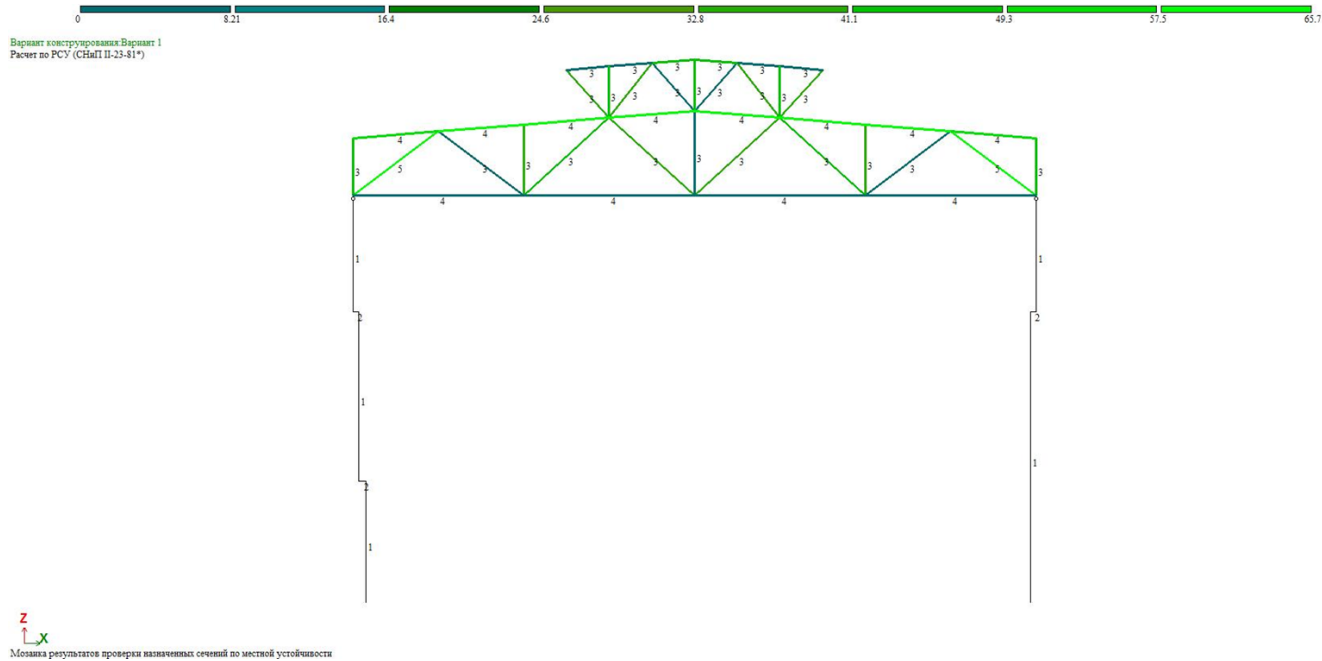 0 8.21 16.4 24.6 32.8 41.1 49.3 57.5 65.7
Вариант конструирования:Вариант 1
Расчет по РСУ (СНиП II-23-81*)
3 3 3 3 3 3
3 3 3 3 3 3 3 3 3
4 4 4 4 4 4 4 4
3 5 3 3 3 3 3 3 3 3 3 5 3
4 4 4 4
1 1
2 2
1
1
2
1
Z
X
Мозаика результатов проверки назначенных сечений по местной устойчивости